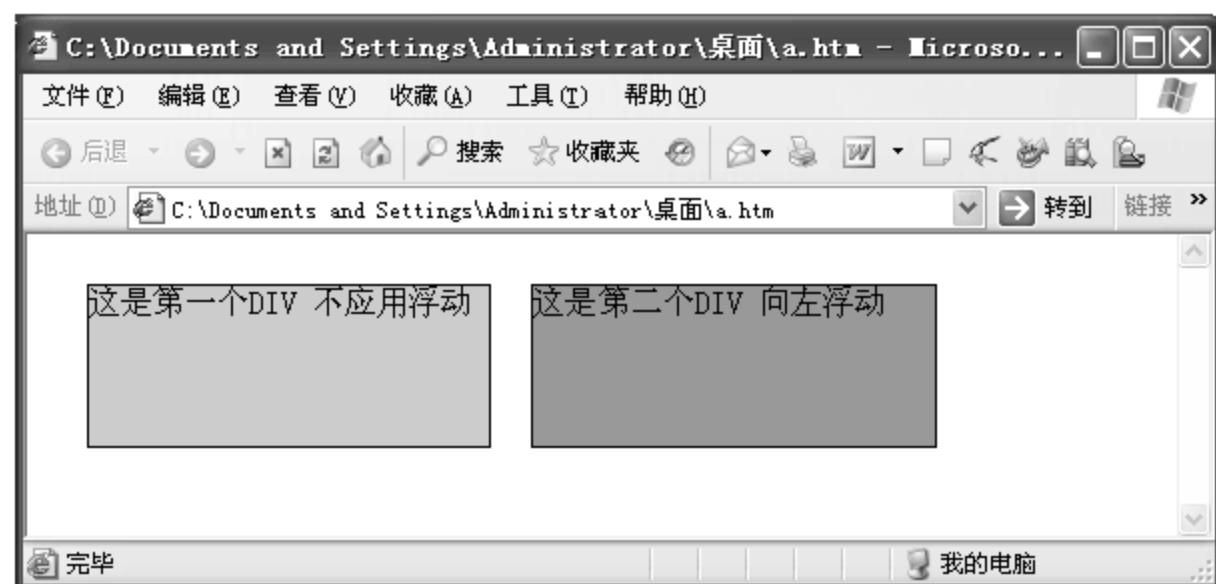 C:\Documents and Settings\Administrator\桌面\a.htm - Microso...
文件(F) 编辑(E) 查看(V) 收藏(A) 工具(T) 帮助(H)
后退 搜索 收藏夹
地址(D) C:\Documents and Settings\Administrator\桌面\a.htm 转到 链接 »
这是第一个DIV 不应用浮动 这是第二个DIV 向左浮动
完毕 我的电脑